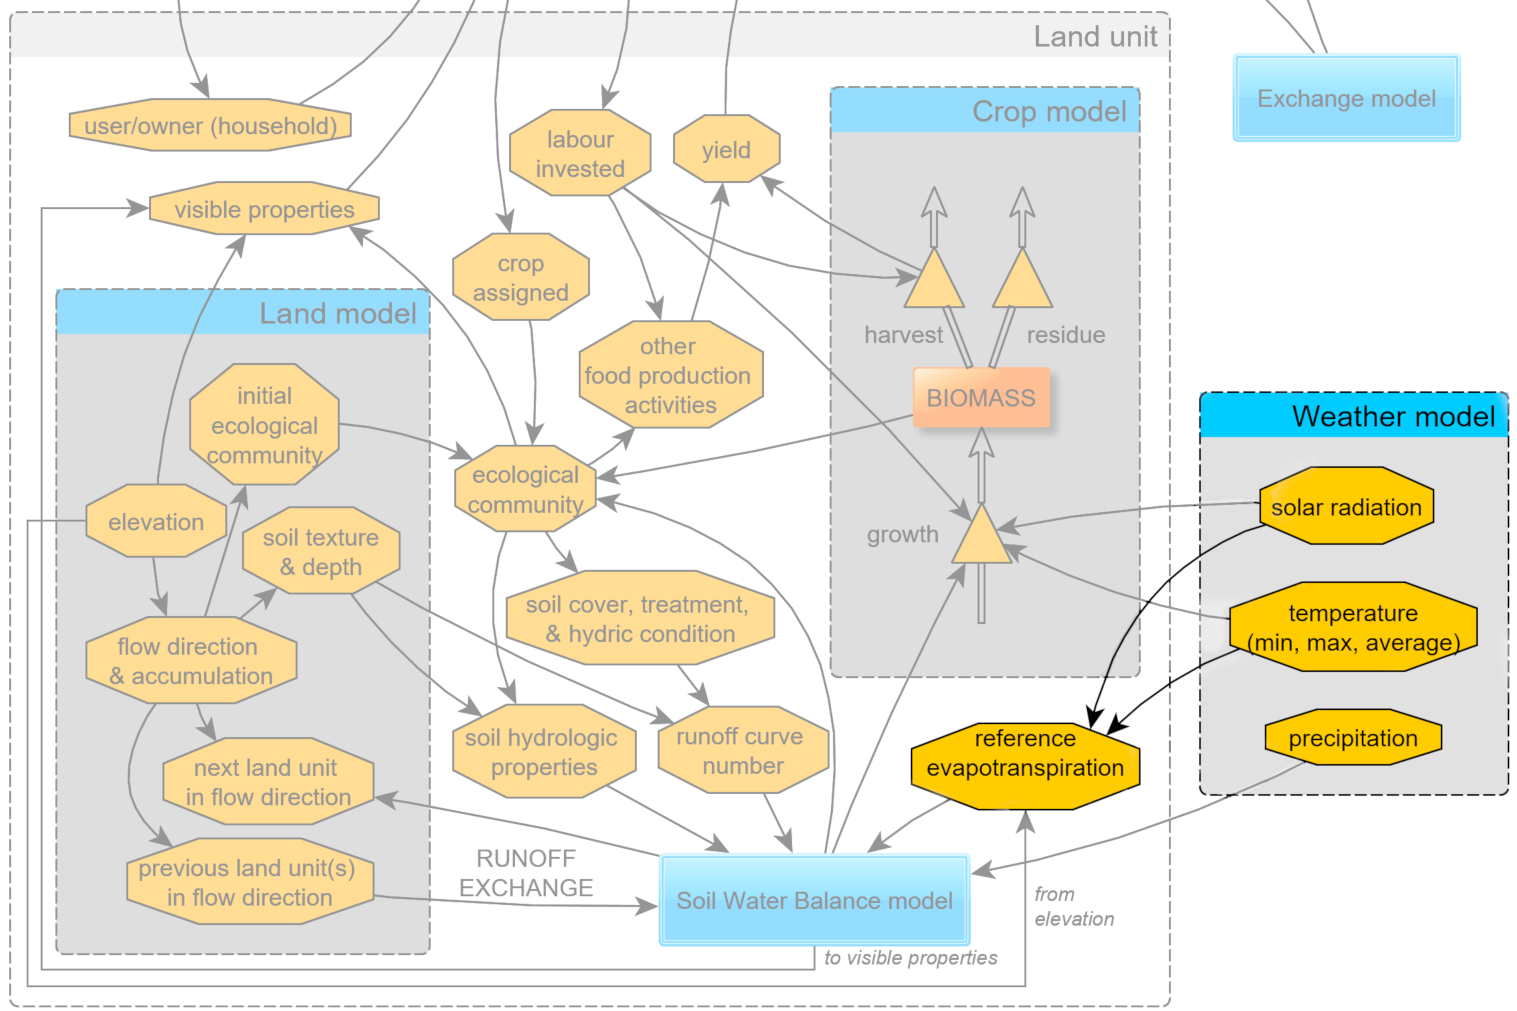 Land unit
Exchange model
user/owner (household)
labour
invested
yield
Crop model
visible properties
crop
assigned
Land model
harvest
residue
other
food production
activities
initial
ecological
community
BIOMASS
Weather model
ecological
community
elevation
soil texture
& depth
growth
solar radiation
soil cover, treatment,
& hydric condition
temperature
(min, max, average)
flow direction
& accumulation
soil hydrologic
properties
runoff curve
number
reference
evapotranspiration
precipitation
next land unit
in flow direction
previous land unit(s)
in flow direction
RUNOFF
EXCHANGE
Soil Water Balance model
from
elevation
to visible properties